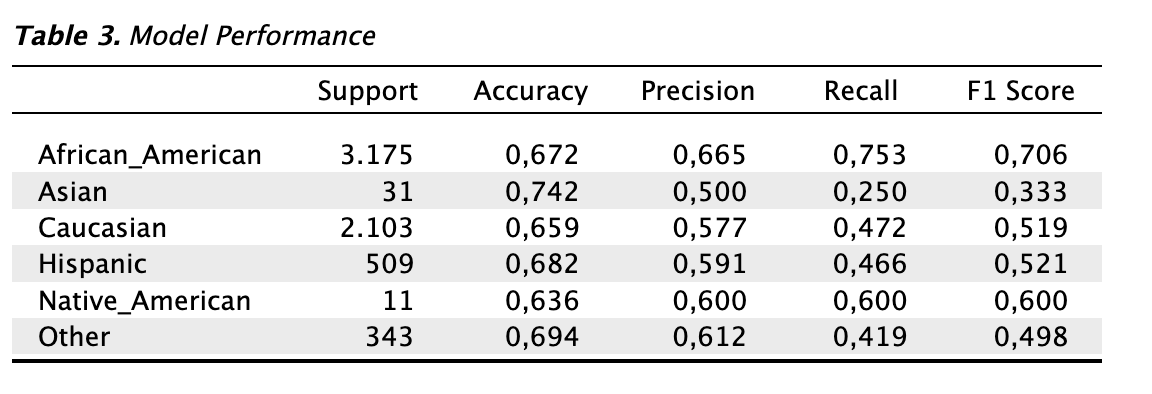 Table 3. Model Performance
Support Accuracy Precision Recall F1 Score
African_American 3.175 0,672 0,665 0,753 0,706
Asian 31 0,742 0,500 0,250 0,333
Caucasian 2.103 0,659 0,577 0,472 0,519
Hispanic 509 0,682 0,591 0,466 0,521
Native_American 11 0,636 0,600 0,600 0,600
Other 343 0,694 0,612 0,419 0,498